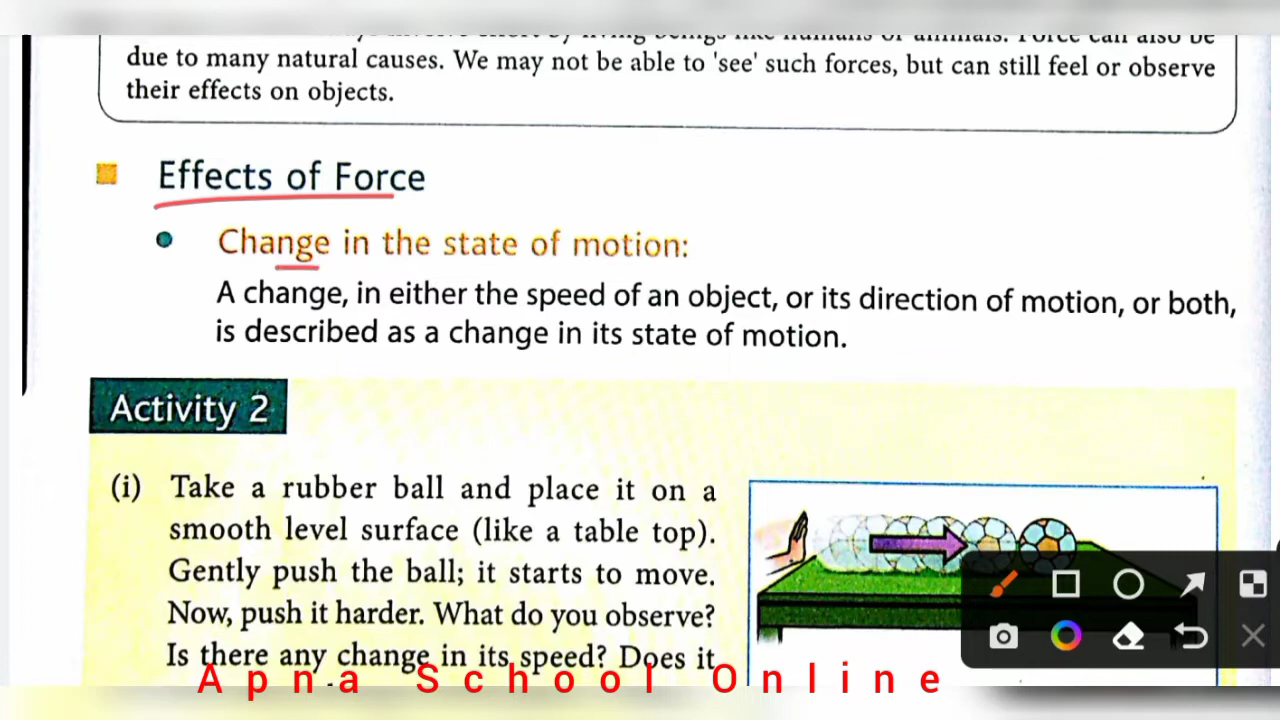 due to many natural causes. We may not be able to 'see' such forces, but can still feel or observe
their effects on objects.
Effects of Force
Change in the state of motion:
A change, in either the speed of an object, or its direction of motion, or both,
is described as a change in its state of motion.
Activity 2
(i) Take a rubber ball and place it on a
smooth level surface (like a table top).
Gently push the ball; it starts to move.
Now, push it harder. What do you observe?
Is there any change in its speed? Does it
Apna School Online